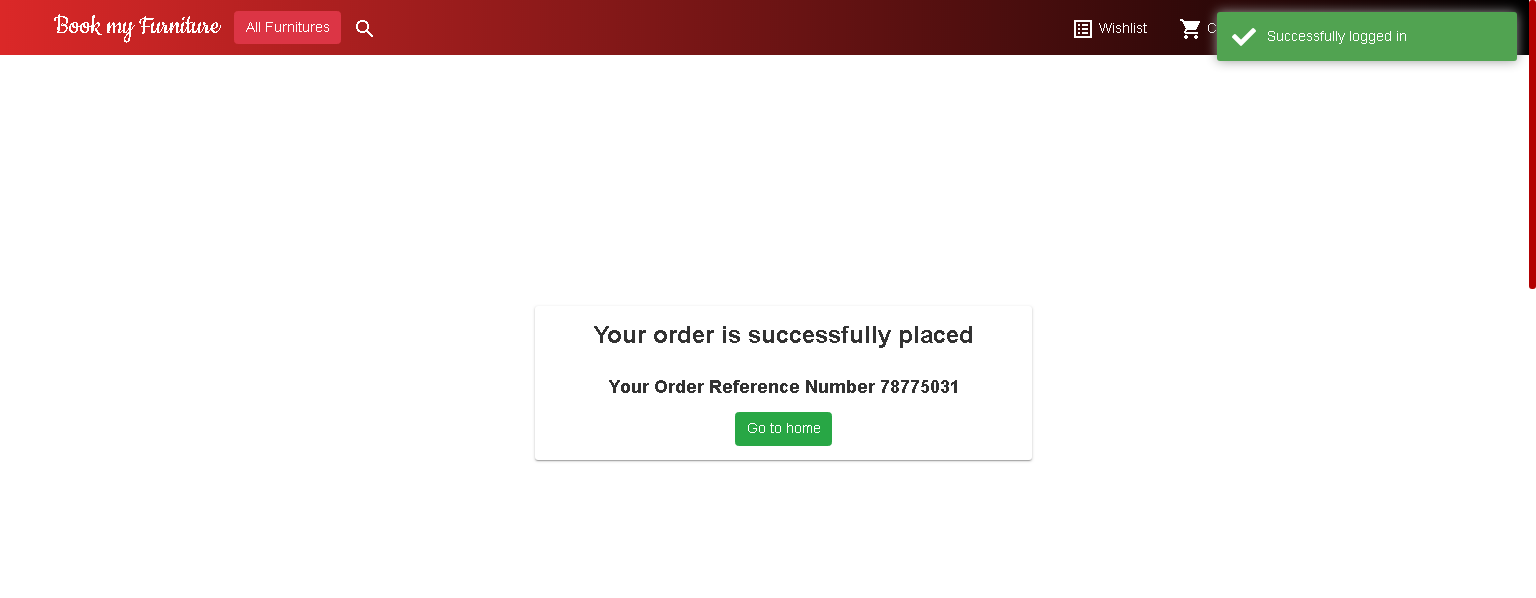 Book my Furniture
All Furnitures
Wishlist
Successfully logged in
Your order is successfully placed
Your Order Reference Number 78775031
Go to home